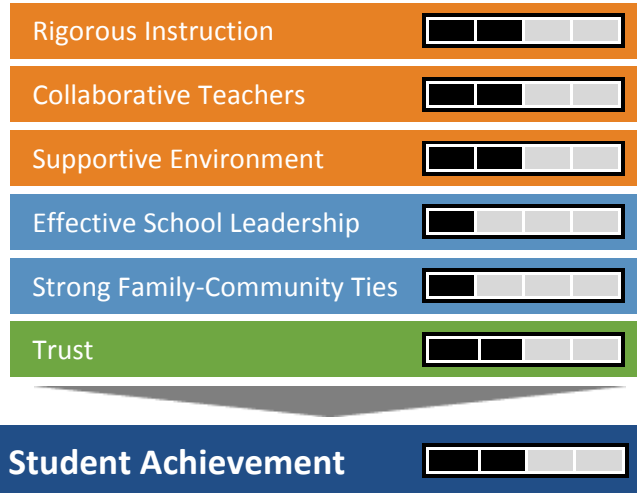 Rigorous Instruction
Collaborative Teachers
Supportive Environment
Effective School Leadership
Strong Family-Community Ties
Trust
Student Achievement